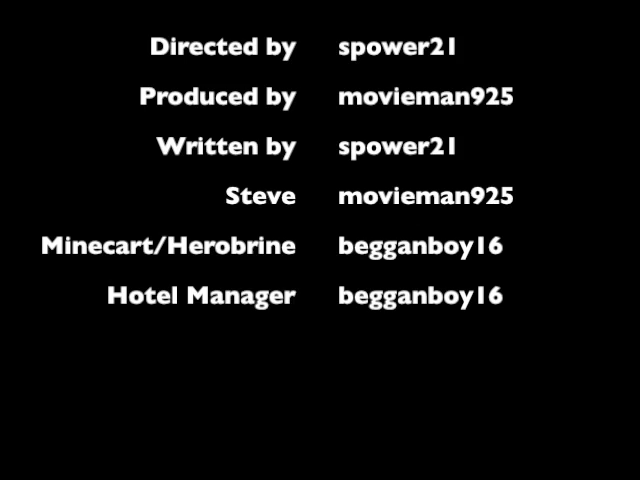 Directed by spower21
Produced by movieman925
Written by spower21
Steve movieman925
Minecart/Herobrine begganboy16
Hotel Manager begganboy16